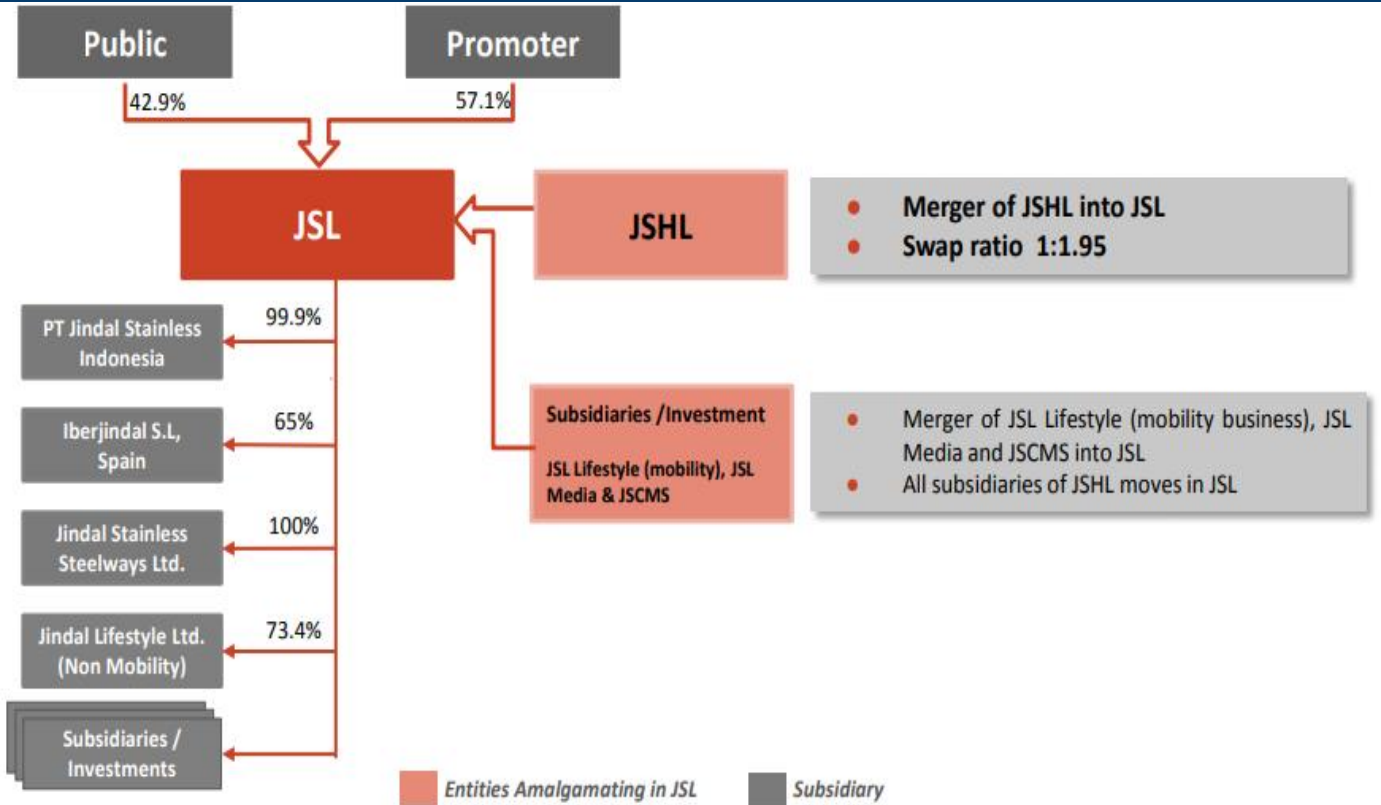 Public
Promoter
42.9%
57.1%
JSL
JSHL
• Merger of JSHL into JSL
• Swap ratio 1:1.95
PT Jindal Stainless
Indonesia
99.9%
Iberjindal S.L,
Spain
65%
Jindal Stainless
Steelways Ltd.
100%
Jindal Lifestyle Ltd.
(Non Mobility)
73.4%
Subsidiaries /
Investments
Subsidiaries /Investment
JSL Lifestyle (mobility), JSL
Media & JSCMS
• Merger of JSL Lifestyle (mobility business), JSL
Media and JSCMS into JSL
• All subsidiaries of JSHL moves in JSL
Entities Amalgamating in JSL
Subsidiary